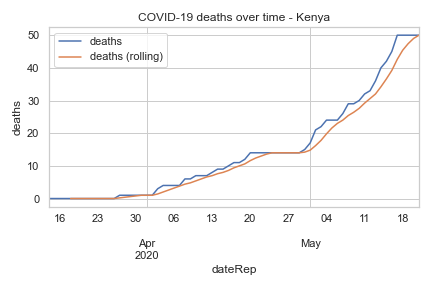 COVID-19 deaths over time - Kenya
deaths
deaths (rolling)
deaths
50
40
30
20
10
0
16 23 30 06 13 20 27 04 11 18
Apr May
2020
dateRep